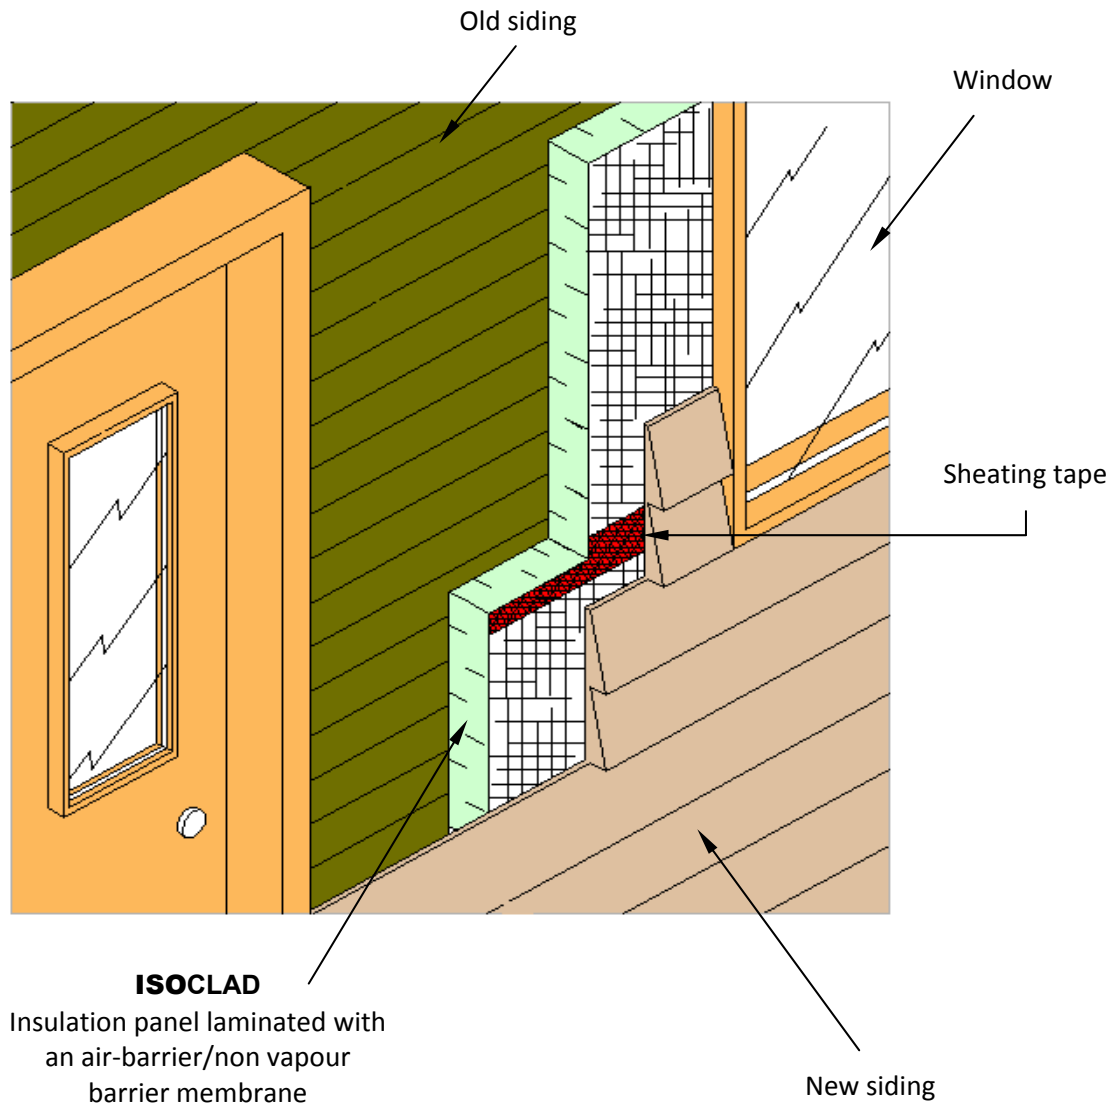 Old siding
Window
Sheating tape
ISOCLAD
Insulation panel laminated with
an air-barrier/non vapour
barrier membrane
New siding